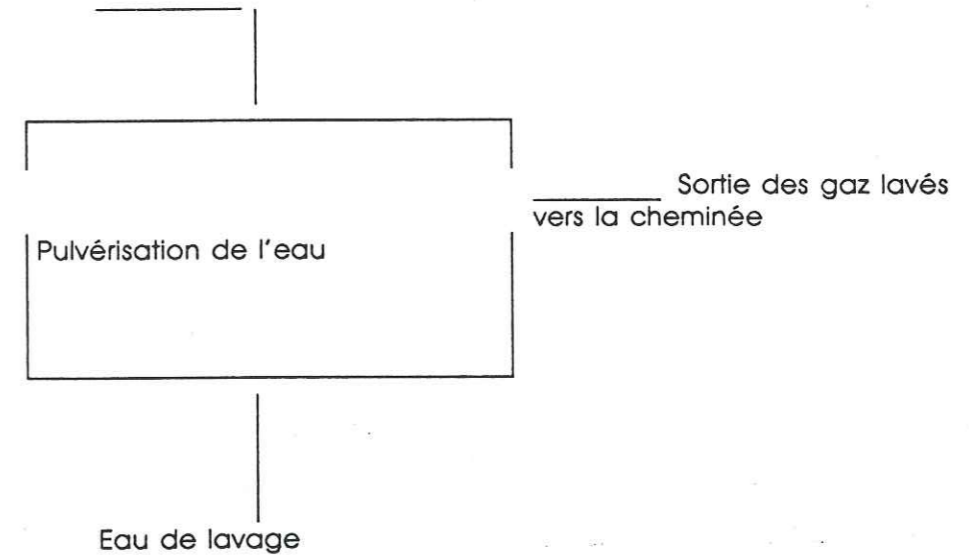 Sortie des gaz lavés
vers la cheminée
Pulvérisation de l'eau
Eau de lavage